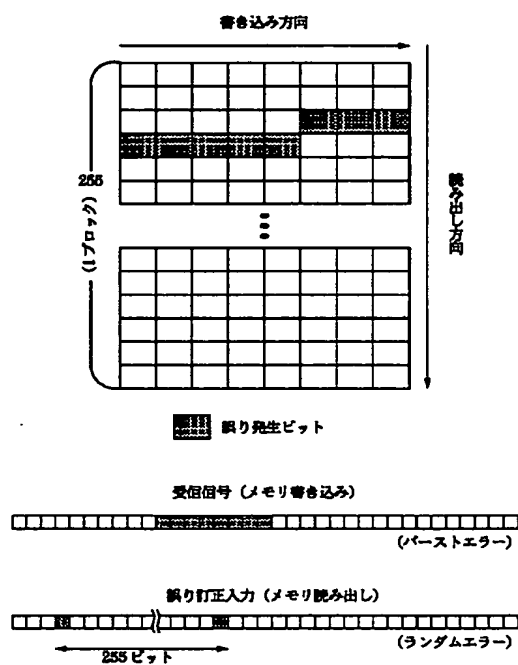 書き込み方向
255
(1ブロック)
読み出し方向
誤り発生ビット
受信信号(メモリ書き込み)
(バーストエラー)
誤り訂正入力(メモリ読み出し)
255 ビット
(ランダムエラー)